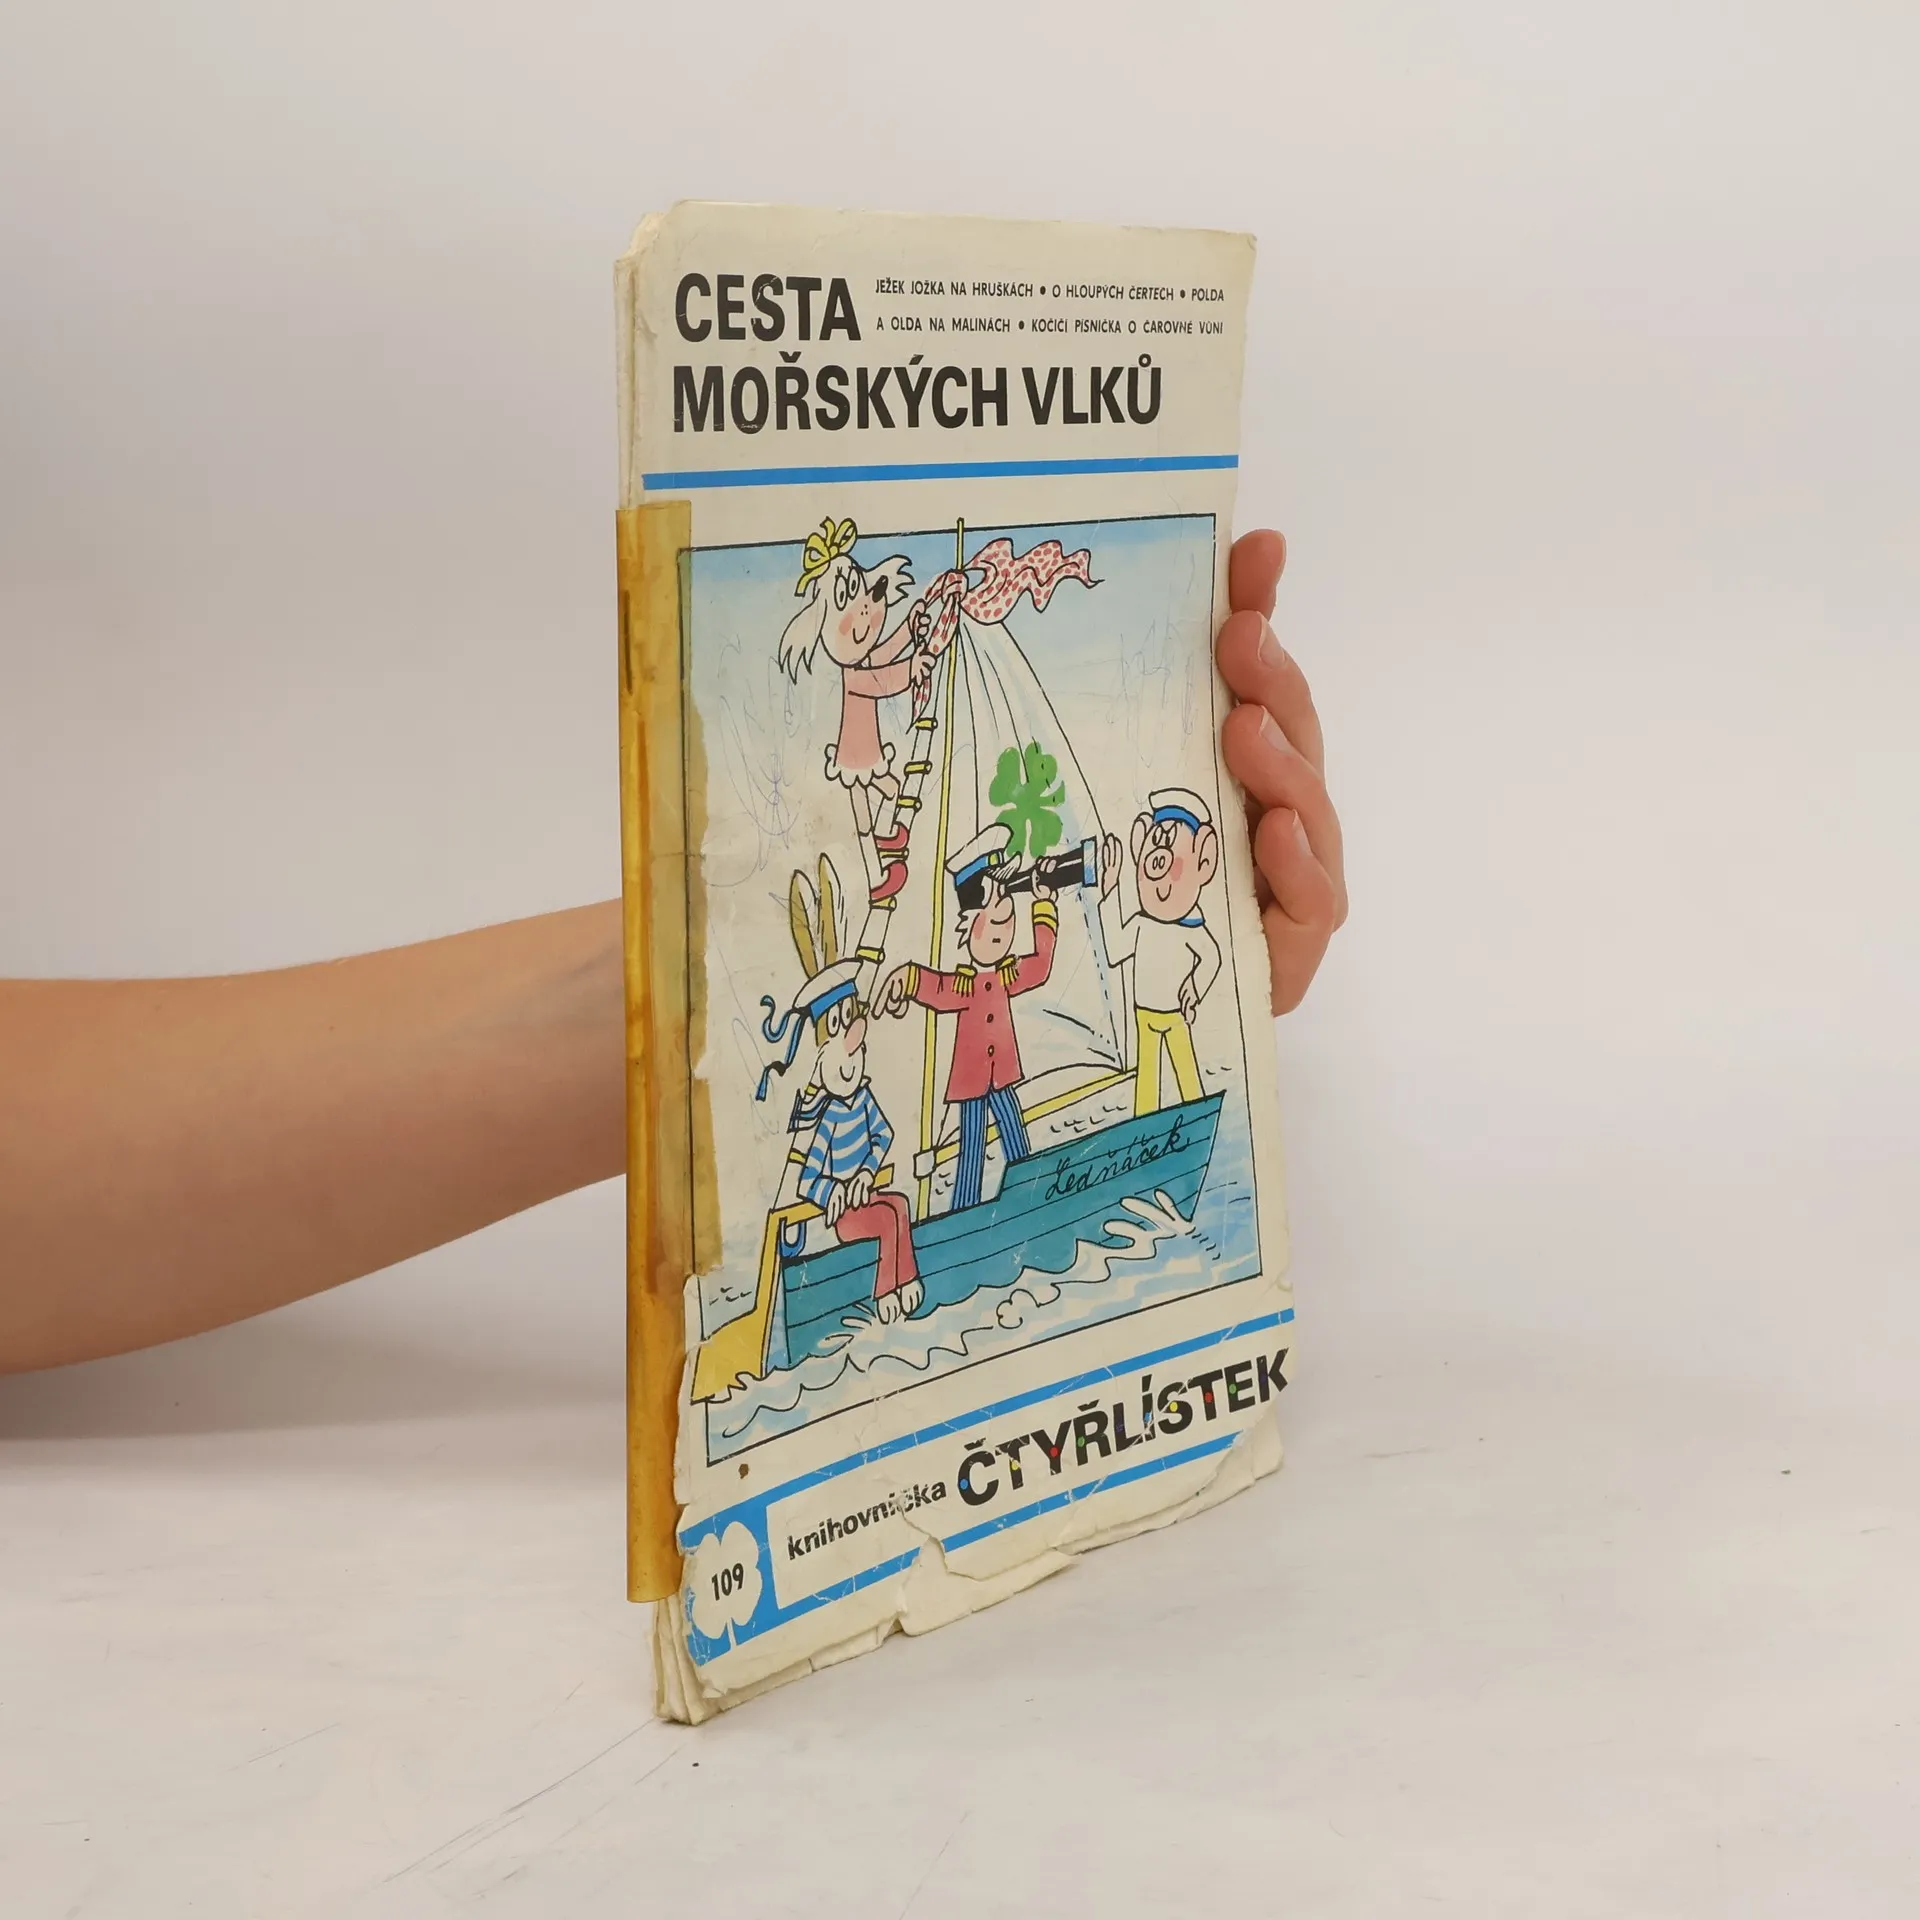 CESTA
JEŽEK JOŽKA NA HRUŠKÁCH • O HLOUPÝCH ČERTECH • POLDA
A OLDA NA MALINÁCH • KOČIČÍ PÍSNIČKA O ČAROVNÉ VŮNI
MOŘSKÝCH VLKŮ
Ledňáček
knihovnička ČTYŘLÍSTEK
109